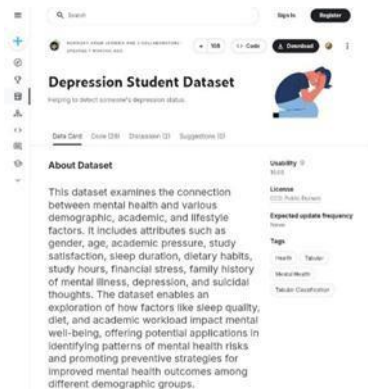 Search
Sign In
Register
108
Code
Download
Depression Student Dataset
Helping to detect someone's depression status.
Data Card
Code (39)
Discussion (2)
Suggestions (0)
About Dataset
This dataset examines the connection
between mental health and various
demographic, academic, and lifestyle
factors. It includes attributes such as
gender, age, academic pressure, study
satisfaction, sleep duration, dietary habits,
study hours, financial stress, family history
of mental illness, depression, and suicidal
thoughts. The dataset enables an
exploration of how factors like sleep quality,
diet, and academic workload impact mental
well-being, offering potential applications in
identifying patterns of mental health risks
and promoting preventive strategies for
improved mental health outcomes among
different demographic groups.
Usability
10.00
License
CC0: Public Domain
Expected update frequency
Never
Tags
Health
Tabular
Mental Health
Tabular Classification